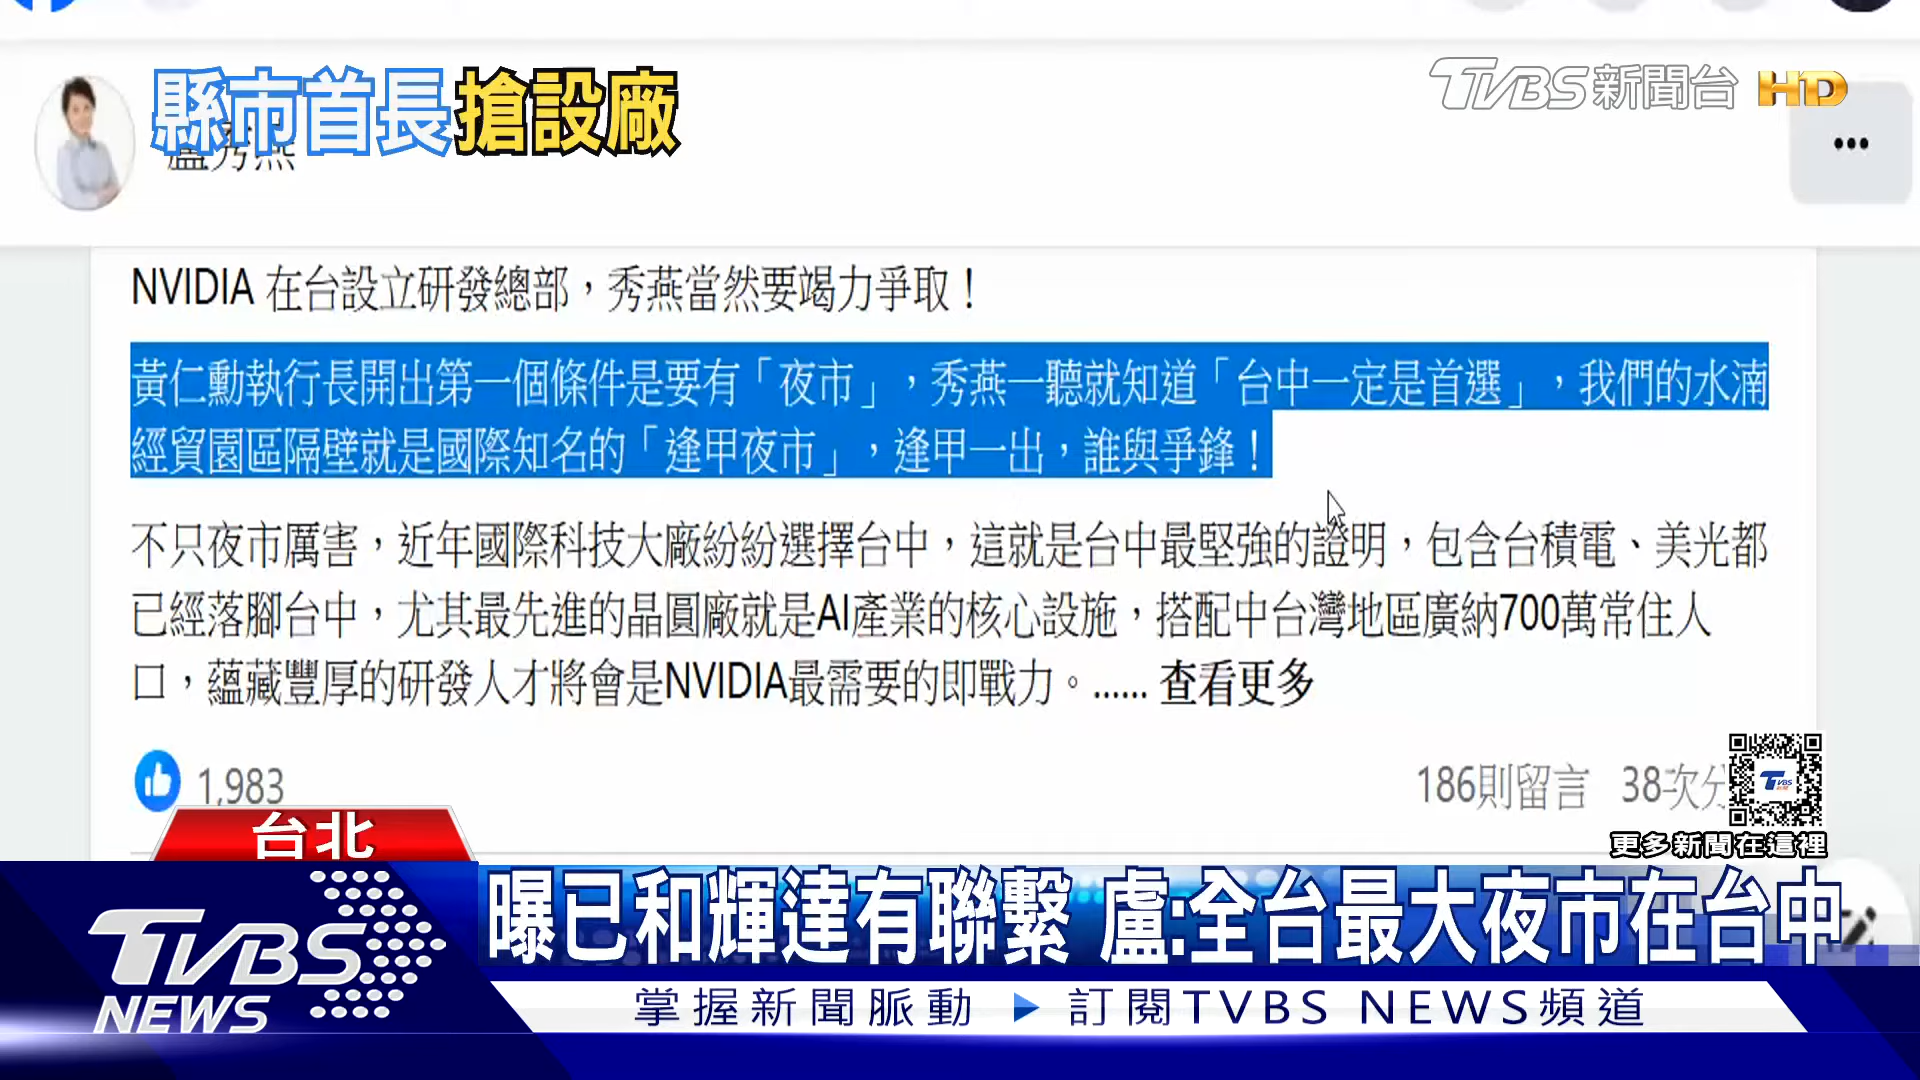 縣市首長搶設廠
TVBS新聞台 HD
盧秀燕
NVIDIA 在台設立研發總部，秀燕當然要竭力爭取！
黃仁勳執行長開出第一個條件是要有「夜市」，秀燕一聽就知道「台中一定是首選」，我們的水湳
經貿園區隔壁就是國際知名的「逢甲夜市」，逢甲一出，誰與爭鋒！
不只夜市厲害，近年國際科技大廠紛紛選擇台中，這就是台中最堅強的證明，包含台積電、美光都
已經落腳台中，尤其最先進的晶圓廠就是AI產業的核心設施，搭配中台灣地區廣納700萬常住人
口，蘊藏豐厚的研發人才將會是NVIDIA最需要的即戰力。...... 查看更多
1,983
186則留言 38次分
TVBS
更多新聞在這裡
台北
曝已和輝達有聯繫 盧:全台最大夜市在台中
TVBS
NEWS
掌握新聞脈動 ▶ 訂閱TVBS NEWS頻道